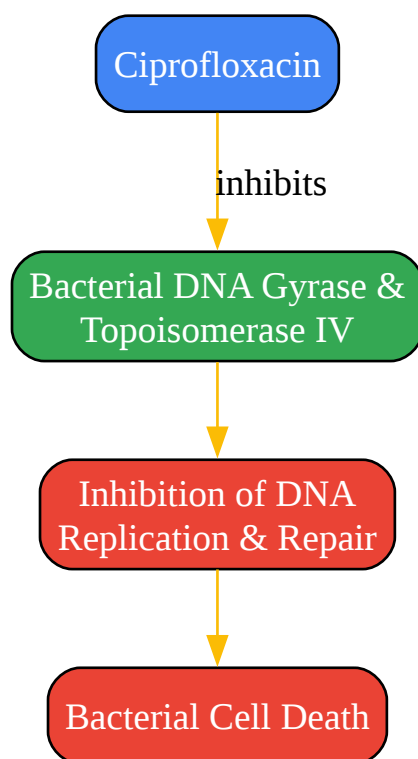 Ciprofloxacin
inhibits
Bacterial DNA Gyrase &
Topoisomerase IV
Inhibition of DNA
Replication & Repair
Bacterial Cell Death